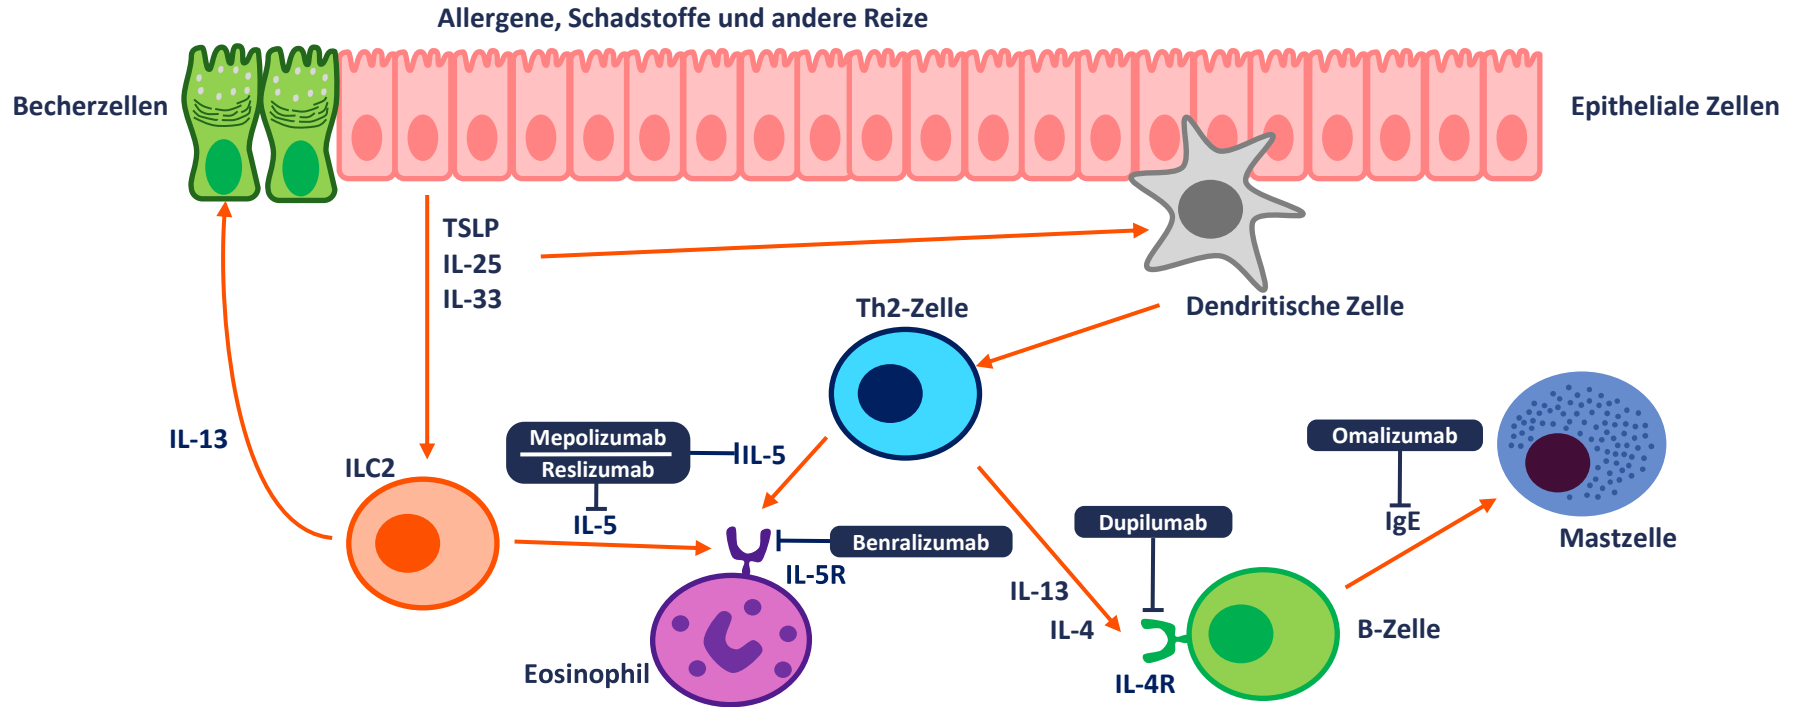 Allergene, Schadstoffe und andere Reize
Becherzellen
Epitheliale Zellen
TSLP
IL-25
IL-33
Th2-Zelle
Dendritische Zelle
IL-13
ILC2
Mepolizumab
Reslizumab
IL-5
IL-5
Omalizumab
IgE
Mastzelle
Dupilumab
Benralizumab
IL-5R
IL-13
IL-4
B-Zelle
Eosinophil
IL-4R